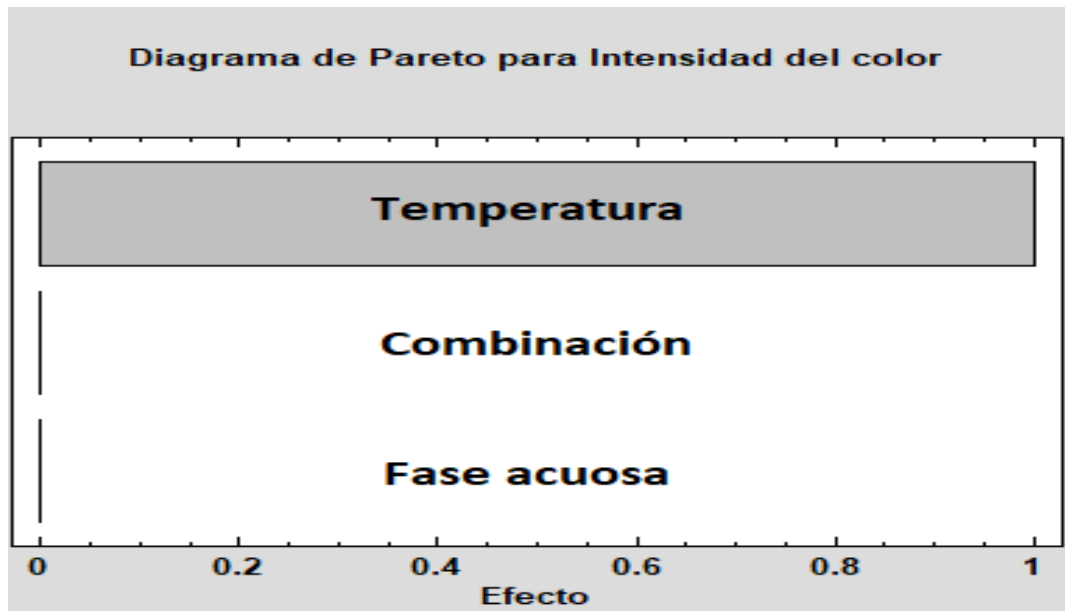 Diagrama de Pareto para Intensidad del color
Temperatura
Combinación
Fase acuosa
0 0.2 0.4 0.6 0.8 1
Efecto